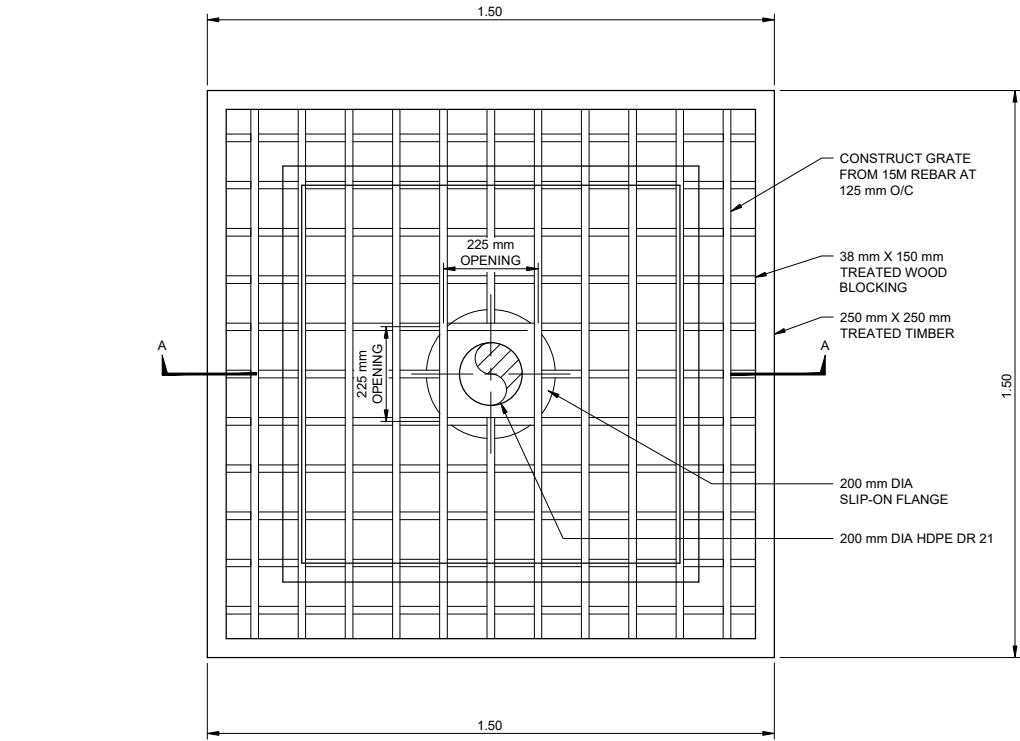 1.50
CONSTRUCT GRATE
FROM 15M REBAR AT
125 mm O/C
225 mm
OPENING
38 mm X 150 mm
TREATED WOOD
BLOCKING
250 mm X 250 mm
TREATED TIMBER
A
A
225 mm
OPENING
1.50
200 mm DIA
SLIP-ON FLANGE
200 mm DIA HDPE DR 21
1.50